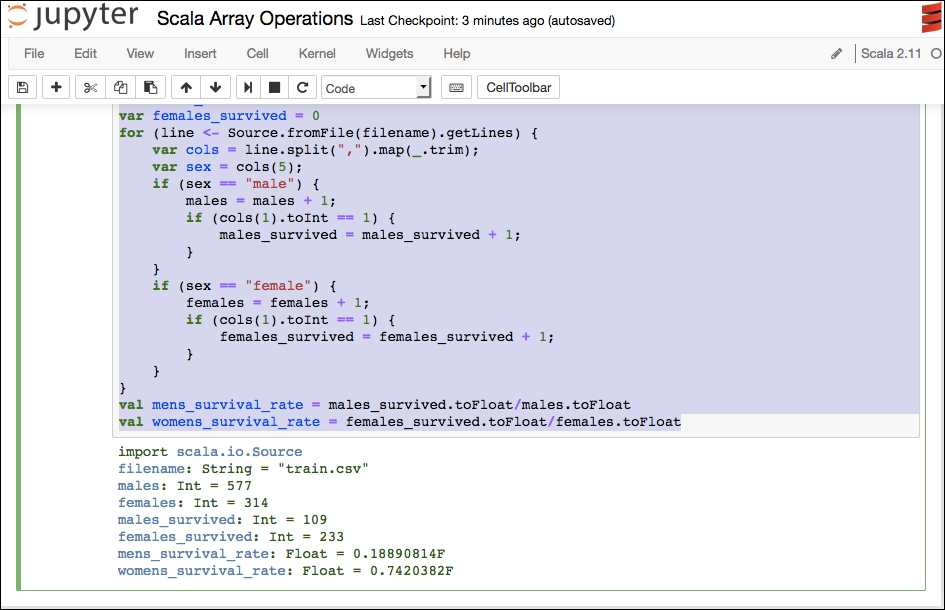 jupyter Scala Array Operations Last Checkpoint: 3 minutes ago (autosaved)
File Edit View Insert Cell Kernel Widgets Help Scala 2.11
Code CellToolbar
var females_survived = 0
for (line <- Source.fromFile(filename).getLines) {
    var cols = line.split(",").map(_.trim);
    var sex = cols(5);
    if (sex == "male") {
        males = males + 1;
        if (cols(1).toInt == 1) {
            males_survived = males_survived + 1;
        }
    }
    if (sex == "female") {
        females = females + 1;
        if (cols(1).toInt == 1) {
            females_survived = females_survived + 1;
        }
    }
}
val mens_survival_rate = males_survived.toFloat/males.toFloat
val womens_survival_rate = females_survived.toFloat/females.toFloat
import scala.io.Source
filename: String = "train.csv"
males: Int = 577
females: Int = 314
males_survived: Int = 109
females_survived: Int = 233
mens_survival_rate: Float = 0.18890814F
womens_survival_rate: Float = 0.7420382F